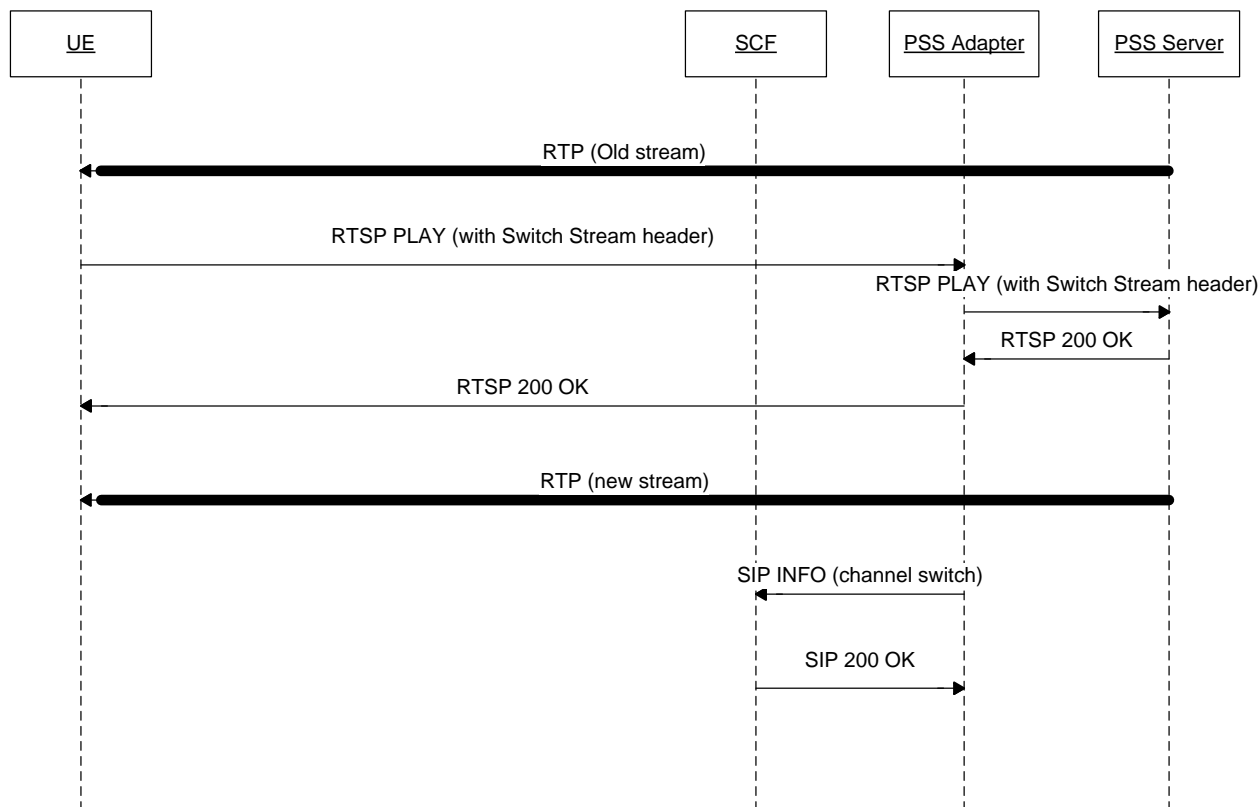 UE
SCF
PSS Adapter
PSS Server
RTP (Old stream)
RTSP PLAY (with Switch Stream header)
RTSP PLAY (with Switch Stream header)
RTSP 200 OK
RTSP 200 OK
RTP (new stream)
SIP INFO (channel switch)
SIP 200 OK